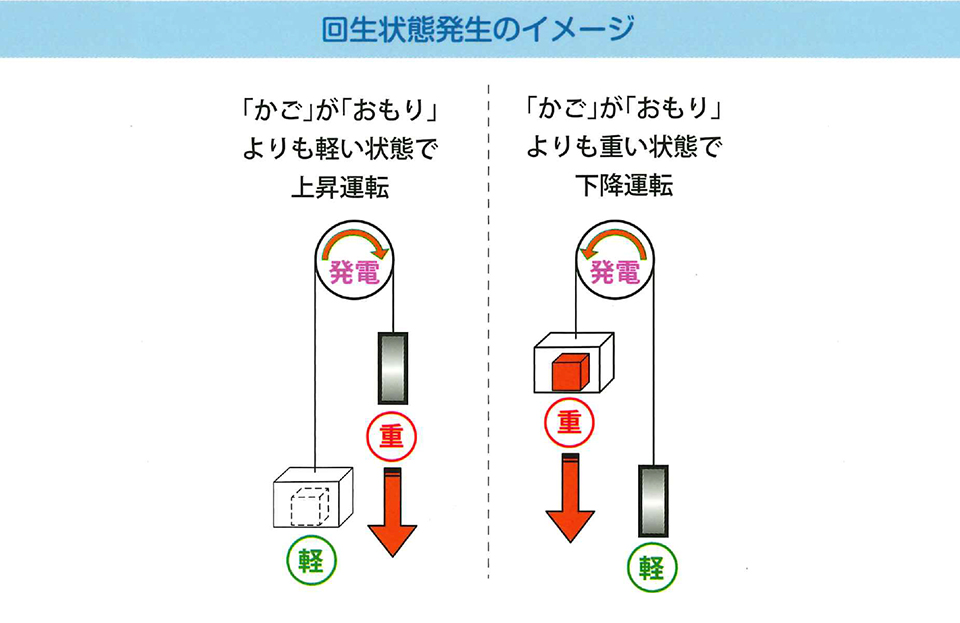 回生状態発生のイメージ
「かご」が「おもり」
よりも軽い状態で
上昇運転
発電
重
軽
「かご」が「おもり」
よりも重い状態で
下降運転
発電
重
軽